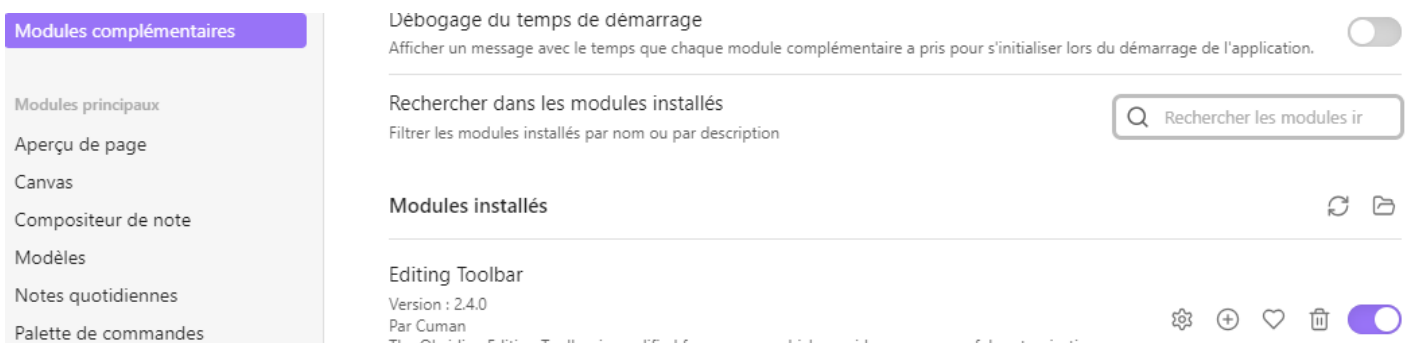 Modules complémentaires
Modules principaux
Aperçu de page
Canvas
Compositeur de note
Modèles
Notes quotidiennes
Palette de commandes
Débogage du temps de démarrage
Afficher un message avec le temps que chaque module complémentaire a pris pour s'initialiser lors du démarrage de l'application.
Rechercher dans les modules installés
Filtrer les modules installés par nom ou par description
Rechercher les modules ir
Modules installés
Editing Toolbar
Version : 2.4.0
Par Cuman